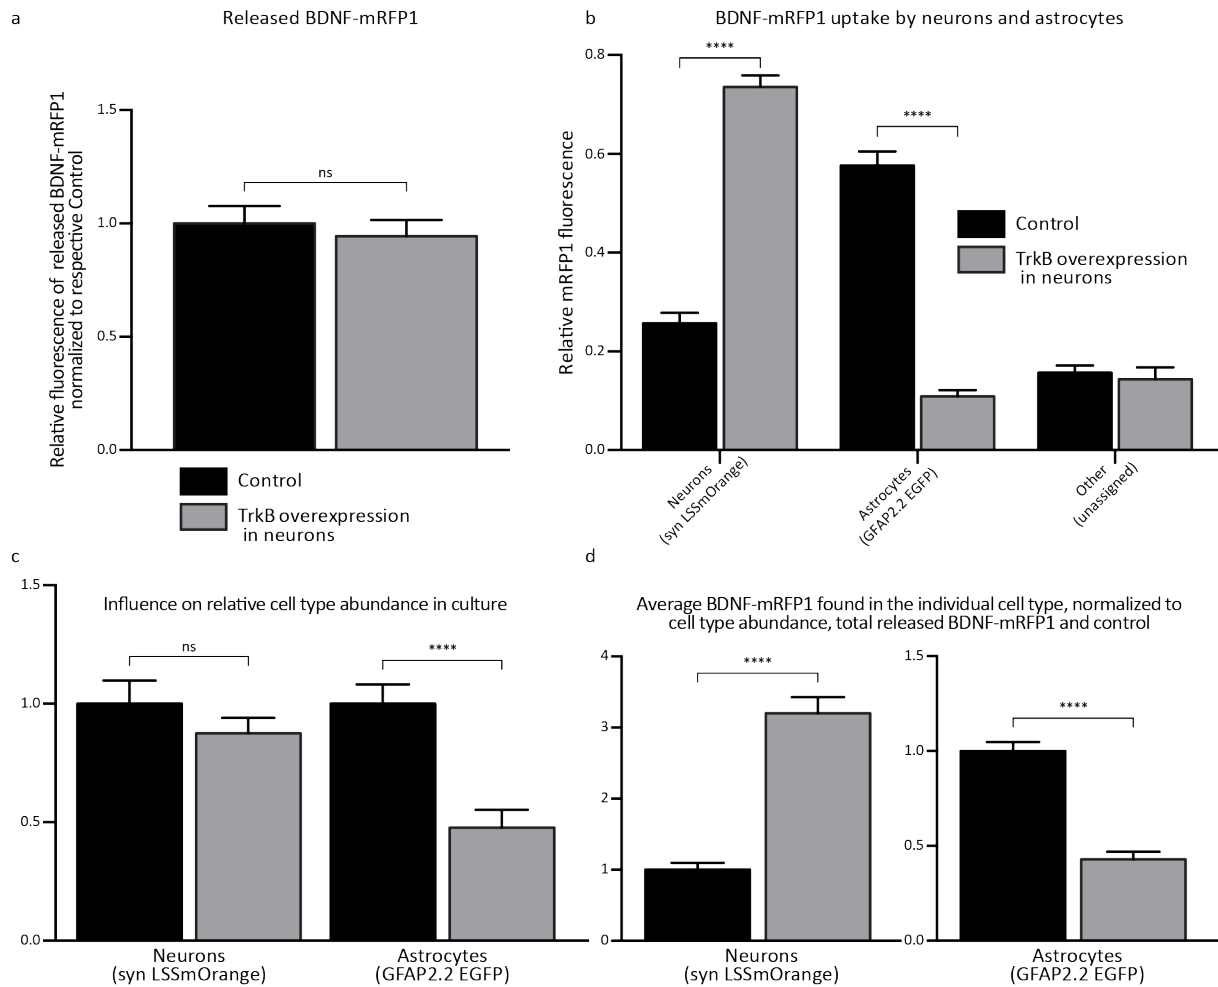 a
Released BDNF-mRFP1
Relative fluorescence of released BDNF-mRFP1
normalized to respective Control
1.5
1.0
0.5
0.0
ns
Control
TrkB overexpression
in neurons
b
BDNF-mRFP1 uptake by neurons and astrocytes
Relative mRFP1 fluorescence
0.8
0.6
0.4
0.2
0.0
****
****
Control
TrkB overexpression
in neurons
Neurons
(syn LSSmOrange)
Astrocytes
(GFAP2.2 EGFP)
Other
(unassigned)
c
Influence on relative cell type abundance in culture
1.5
1.0
0.5
0.0
ns
****
Neurons
(syn LSSmOrange)
Astrocytes
(GFAP2.2 EGFP)
d
Average BDNF-mRFP1 found in the individual cell type, normalized to
cell type abundance, total released BDNF-mRFP1 and control
4
3
2
1
0
****
Neurons
(syn LSSmOrange)
1.5
1.0
0.5
0.0
****
Astrocytes
(GFAP2.2 EGFP)